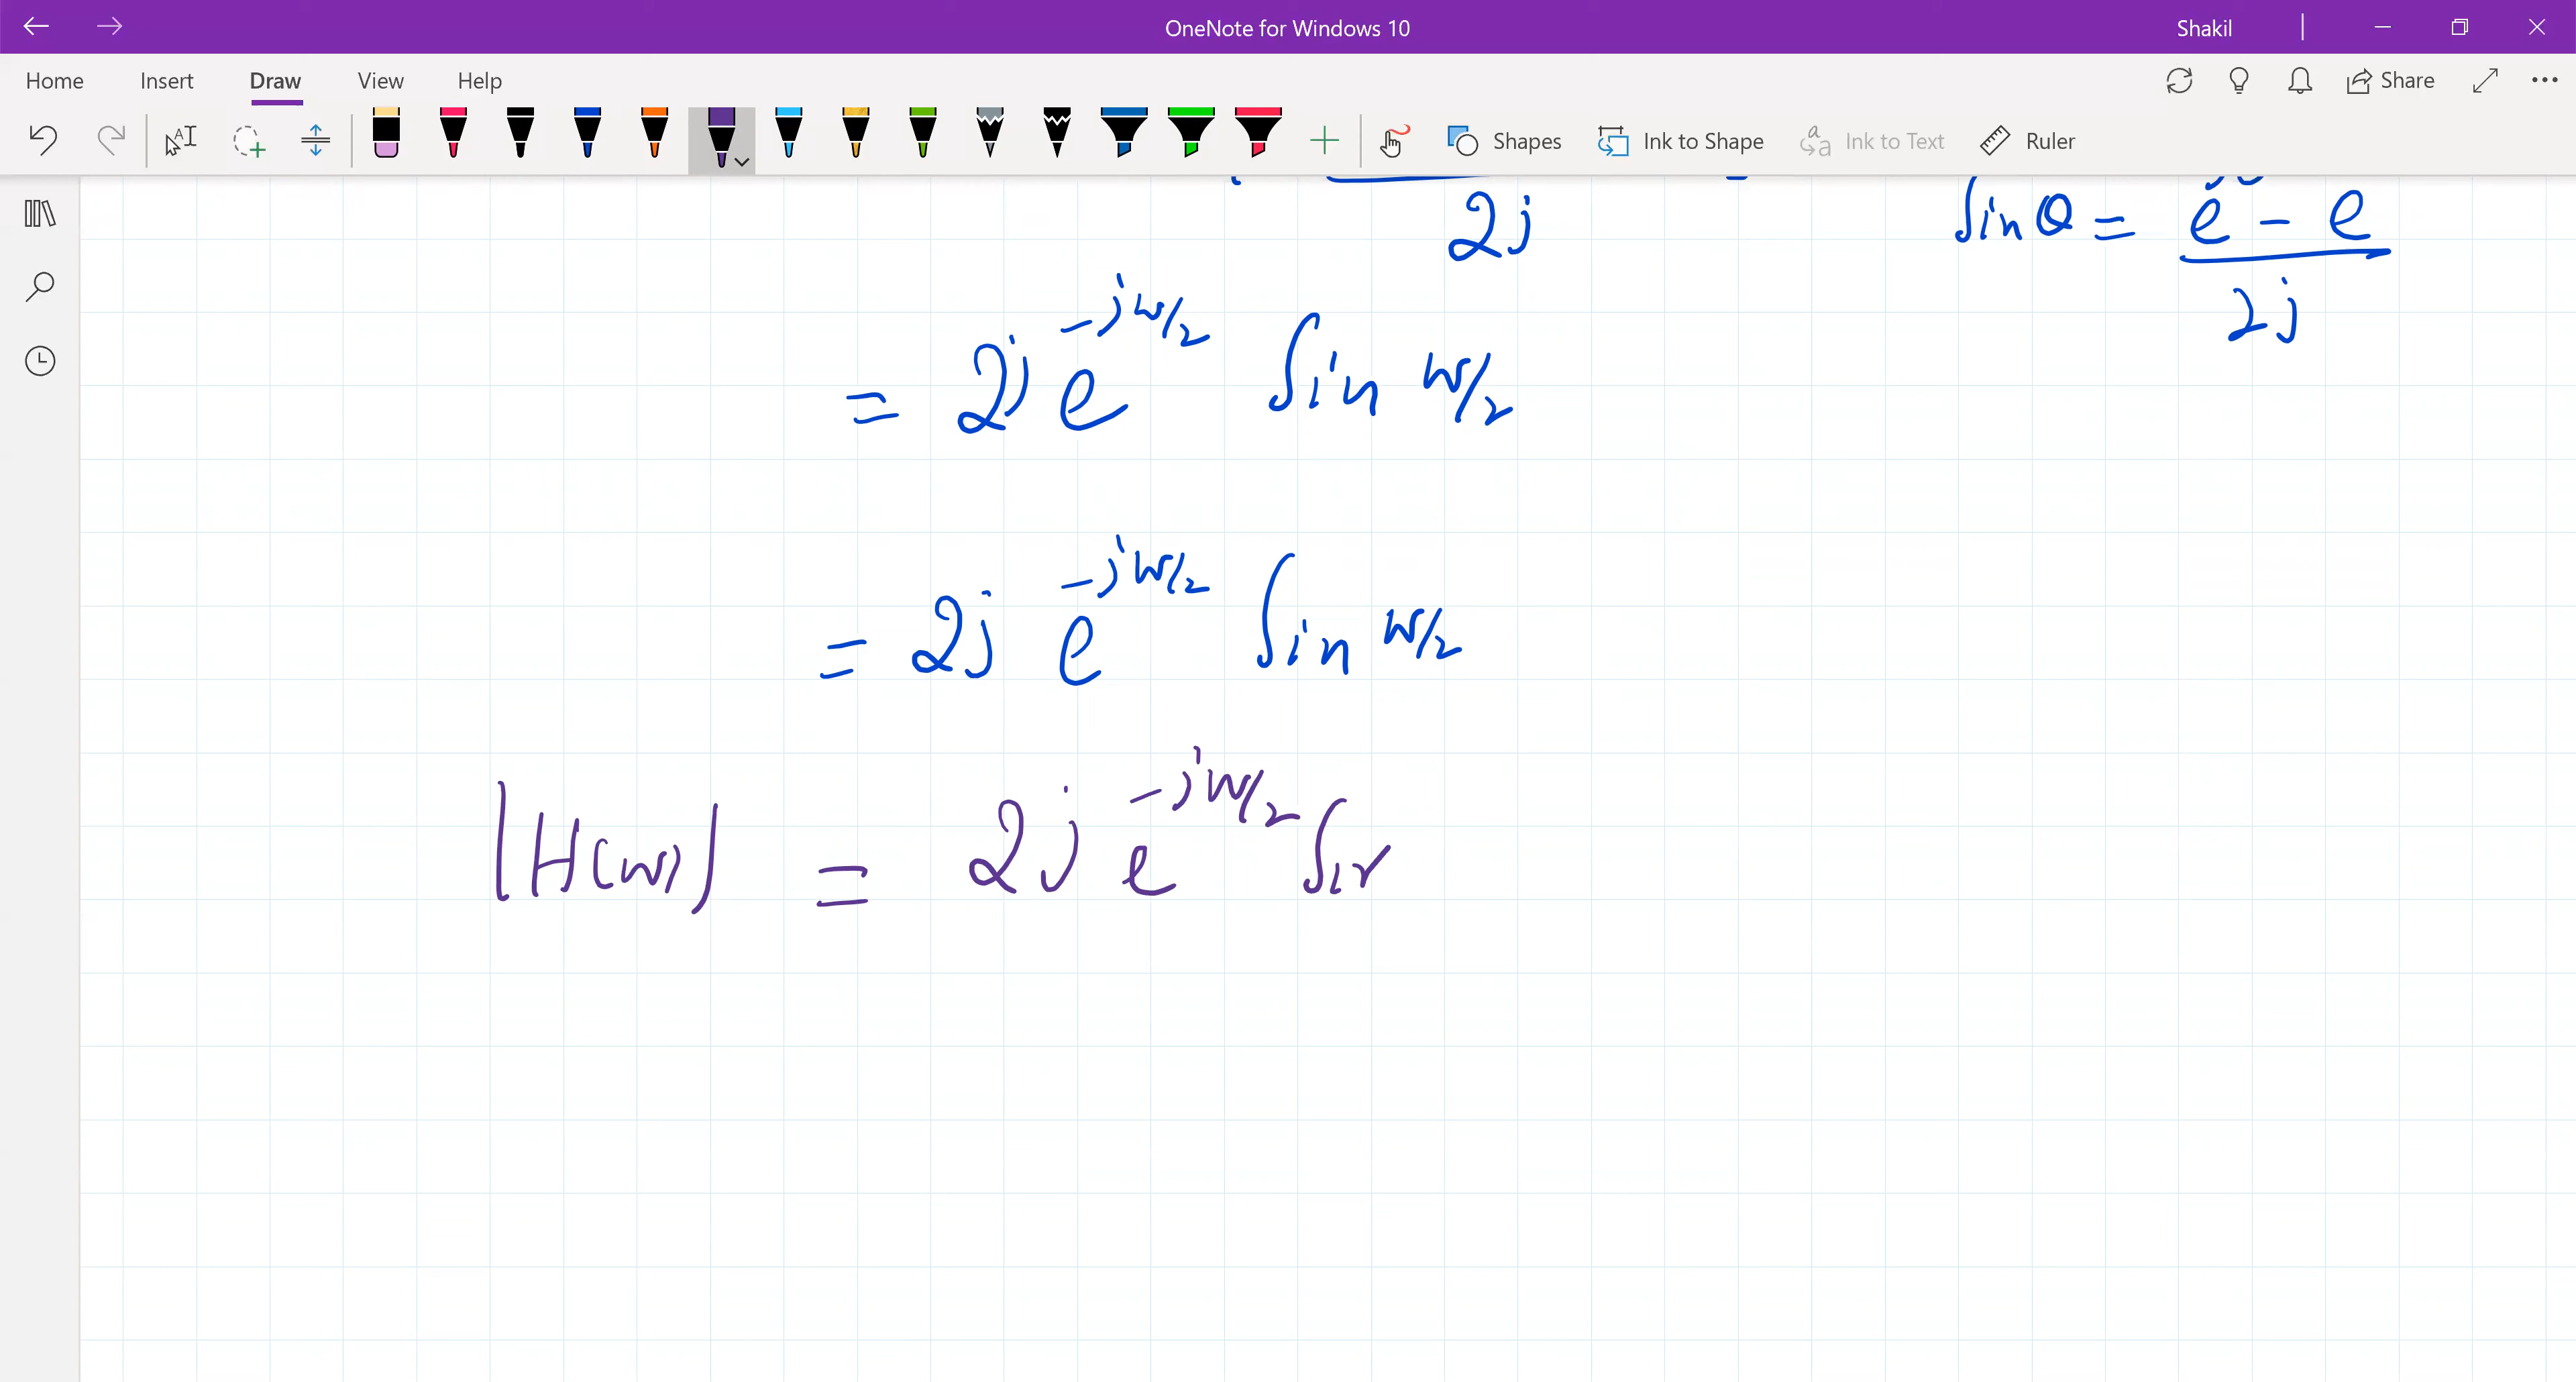 OneNote for Windows 10 Shakil
Home Insert Draw View Help Share
Shapes Ink to Shape Ink to Text Ruler
2j
sin θ = e - e
2j
= 2j e^{-jw/2} sin w/2
= 2j e^{-jw/2} sin w/2
|H(w)| = 2j e^{-jw/2} sin